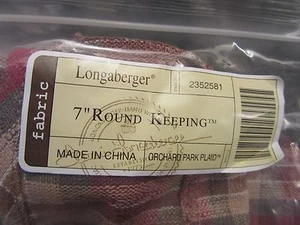 fabric
Longaberger®
2352581
7" ROUND KEEPING™
MADE IN CHINA
ORCHARD PARK PLAID™